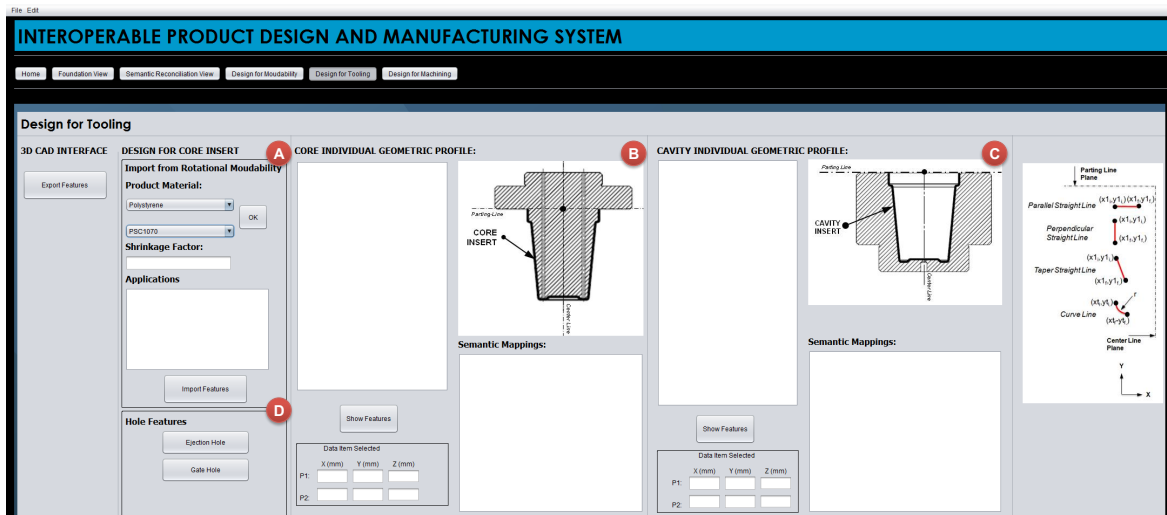 File Edit
INTEROPERABLE PRODUCT DESIGN AND MANUFACTURING SYSTEM
Home Foundation View Semantic Reconciliation View Design for Moudability Design for Tooling Design for Machining
Design for Tooling
3D CAD INTERFACE
Export Features
DESIGN FOR CORE INSERT
A
Import from Rotational Moudability
Product Material:
Polystyrene
OK
PSC1070
Shrinkage Factor:
Applications
Import Features
D
Hole Features
Ejection Hole
Gate Hole
CORE INDIVIDUAL GEOMETRIC PROFILE:
B
Parting-Line
CORE
INSERT
Center Line
Semantic Mappings:
Show Features
Data Item Selected
X (mm) Y (mm) Z (mm)
P1:
P2:
CAVITY INDIVIDUAL GEOMETRIC PROFILE:
C
Parting Line
CAVITY
INSERT
Center Line
Semantic Mappings:
Show Features
Data Item Selected
X (mm) Y (mm) Z (mm)
P1:
P2:
Parting Line
Plane
Parallel Straight Line
Perpendicular
Straight Line
Taper Straight Line
r
Curve Line
Center Line
Plane
Y
X